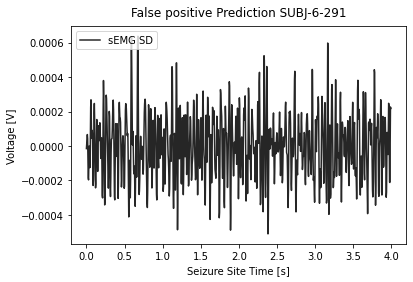 False positive Prediction SUBJ-6-291
sEMG SD
Voltage [V]
0.0006
0.0004
0.0002
0.0000
−0.0002
−0.0004
0.0 0.5 1.0 1.5 2.0 2.5 3.0 3.5 4.0
Seizure Site Time [s]